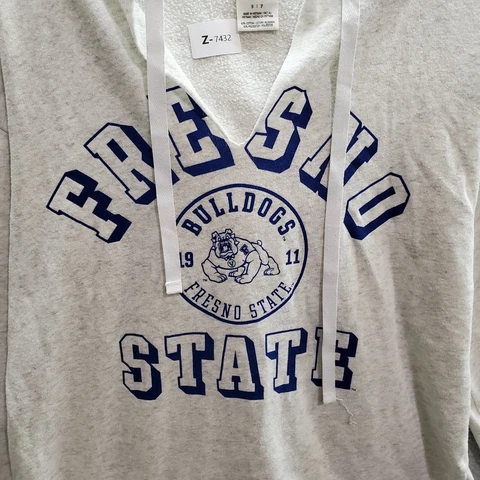 S / P
Z-7432
FRESNO
BULLDOGS
19 11
FRESNO STATE
STATE